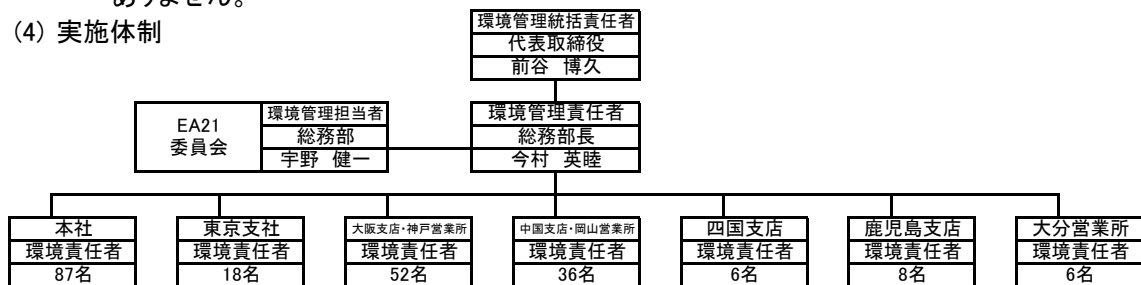 ありません。
(4) 実施体制
環境管理統括責任者
代表取締役
前谷 博久
EA21
委員会
環境管理担当者
総務部
宇野 健一
環境管理責任者
総務部長
今村 英睦
本社
環境責任者
87名
東京支社
環境責任者
18名
大阪支店・神戸営業所
環境責任者
52名
中国支店・岡山営業所
環境責任者
36名
四国支店
環境責任者
6名
鹿児島支店
環境責任者
8名
大分営業所
環境責任者
6名